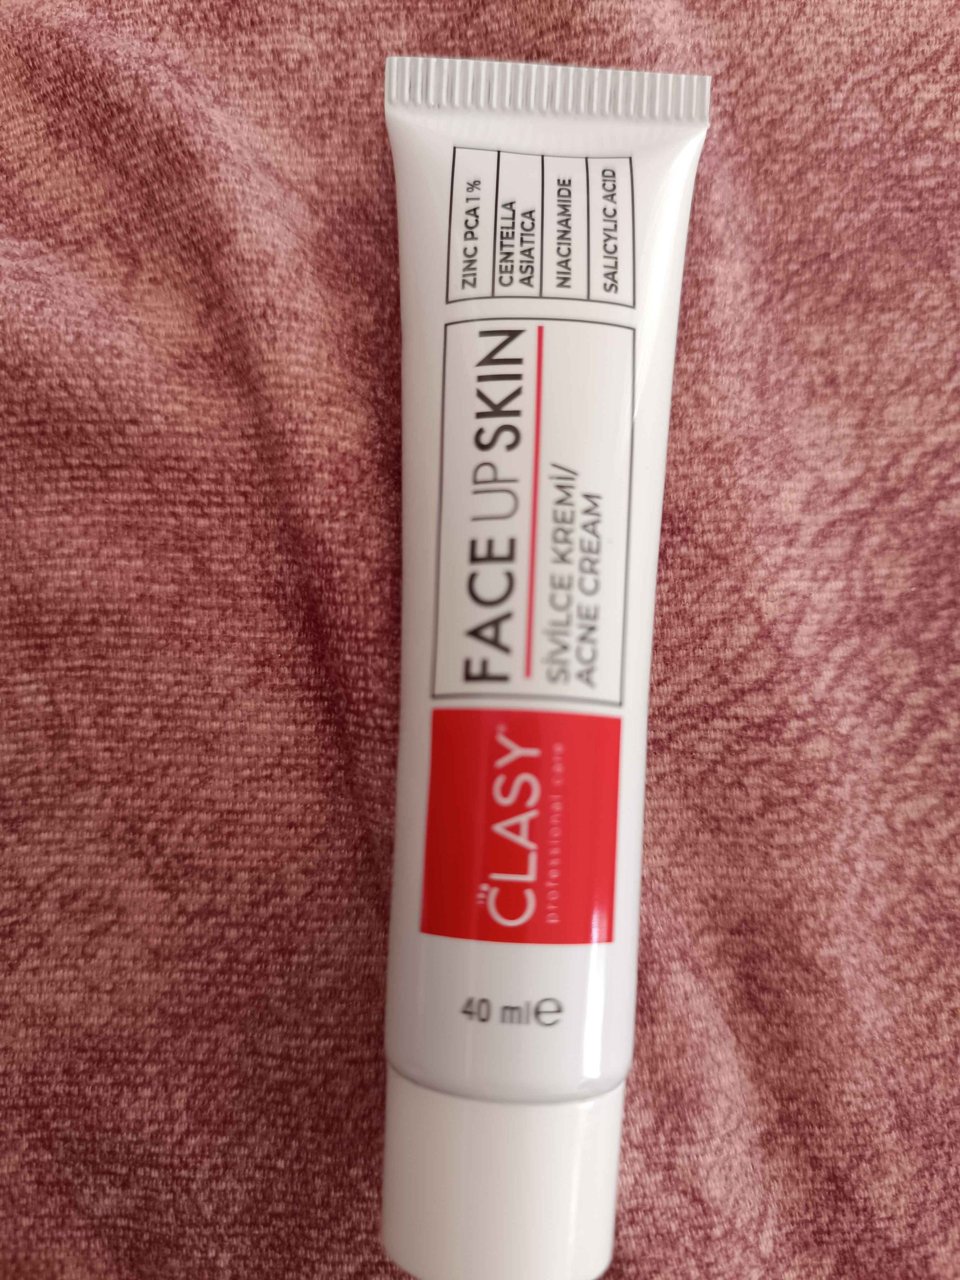 ZINC PCA 1 %
CENTELLA
ASIATICA
NIACINAMIDE
SALICYLIC ACID
FACE UP SKIN
SİVİLCE KREMİ/
ACNE CREAM
CLASY
professional care
40 ml e